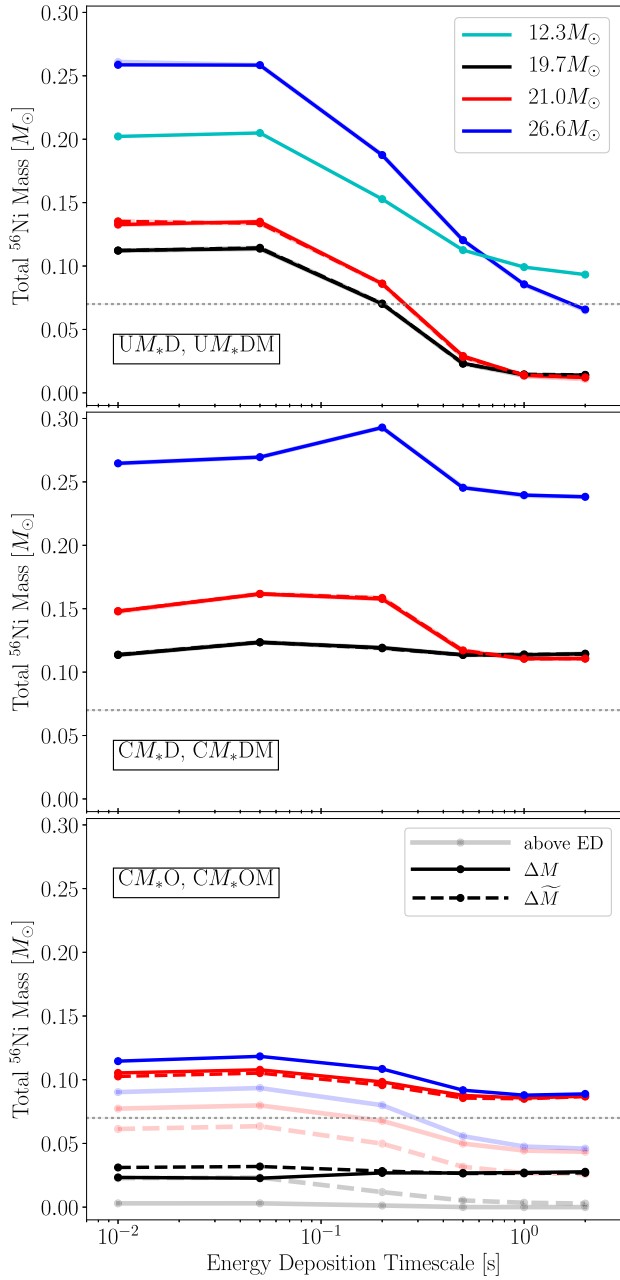 0.30
0.25
0.20
0.15
0.10
0.05
0.00
Total ⁵⁶Ni Mass [M⊙]
12.3M⊙
19.7M⊙
21.0M⊙
26.6M⊙
UM*D, UM*DM
0.30
0.25
0.20
0.15
0.10
0.05
0.00
Total ⁵⁶Ni Mass [M⊙]
CM*D, CM*DM
0.30
0.25
0.20
0.15
0.10
0.05
0.00
Total ⁵⁶Ni Mass [M⊙]
CM*O, CM*OM
above ED
ΔM
ΔM̃
10⁻² 10⁻¹ 10⁰
Energy Deposition Timescale [s]